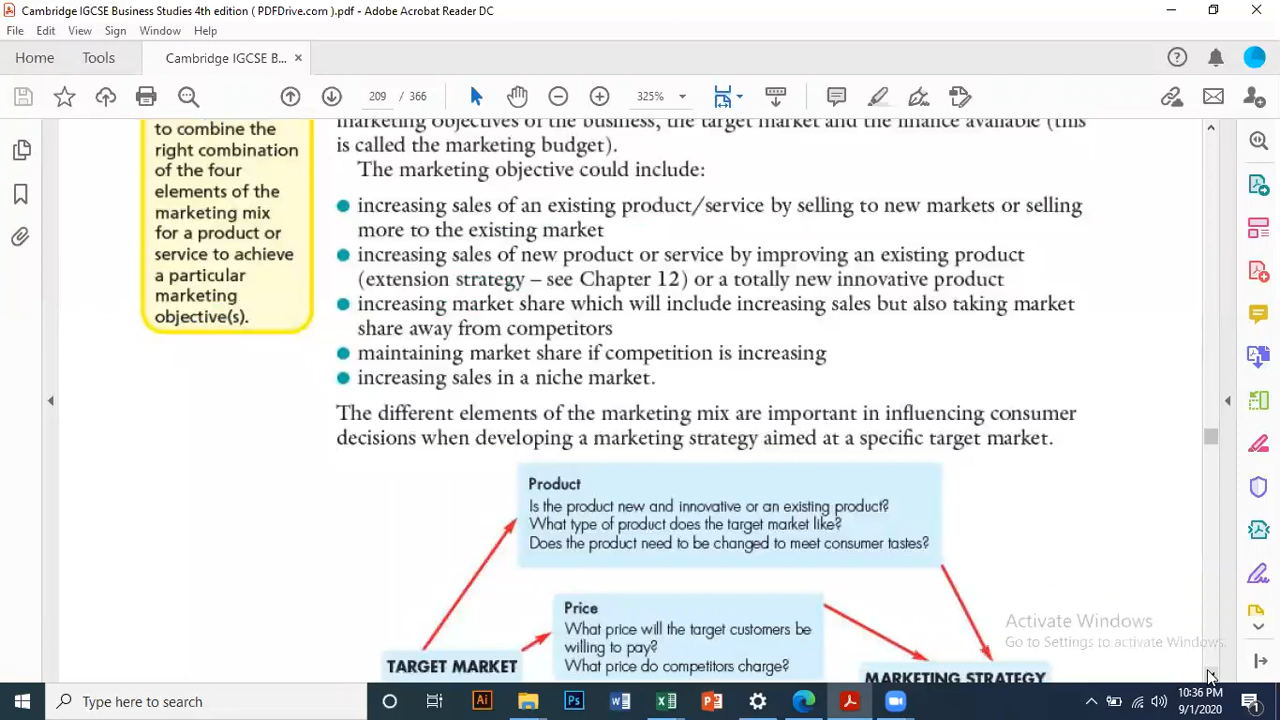 Cambridge IGCSE Business Studies 4th edition ( PDFDrive.com ).pdf - Adobe Acrobat Reader DC
File Edit View Sign Window Help
Home Tools Cambridge IGCSE B... ×
209 / 366 325%
to combine the
right combination
of the four
elements of the
marketing mix
for a product or
service to achieve
a particular
marketing
objective(s).
marketing objectives of the business, the target market and the finance available (this
is called the marketing budget).
The marketing objective could include:
● increasing sales of an existing product/service by selling to new markets or selling
more to the existing market
● increasing sales of new product or service by improving an existing product
(extension strategy – see Chapter 12) or a totally new innovative product
● increasing market share which will include increasing sales but also taking market
share away from competitors
● maintaining market share if competition is increasing
● increasing sales in a niche market.
The different elements of the marketing mix are important in influencing consumer
decisions when developing a marketing strategy aimed at a specific target market.
Product
Is the product new and innovative or an existing product?
What type of product does the target market like?
Does the product need to be changed to meet consumer tastes?
Price
What price will the target customers be
willing to pay?
What price do competitors charge?
TARGET MARKET
MARKETING STRATEGY
Activate Windows
Go to Settings to activate Windows.
Type here to search
10:36 PM
9/1/2020